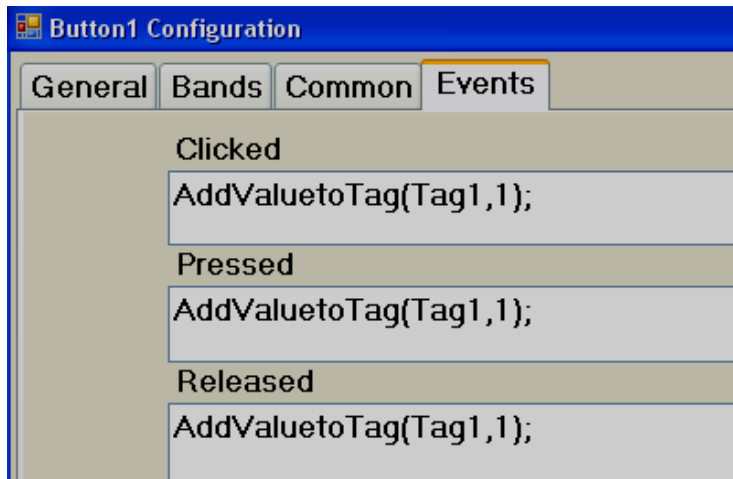 Button1 Configuration
General Bands Common Events
Clicked
AddValuetoTag(Tag1,1);
Pressed
AddValuetoTag(Tag1,1);
Released
AddValuetoTag(Tag1,1);